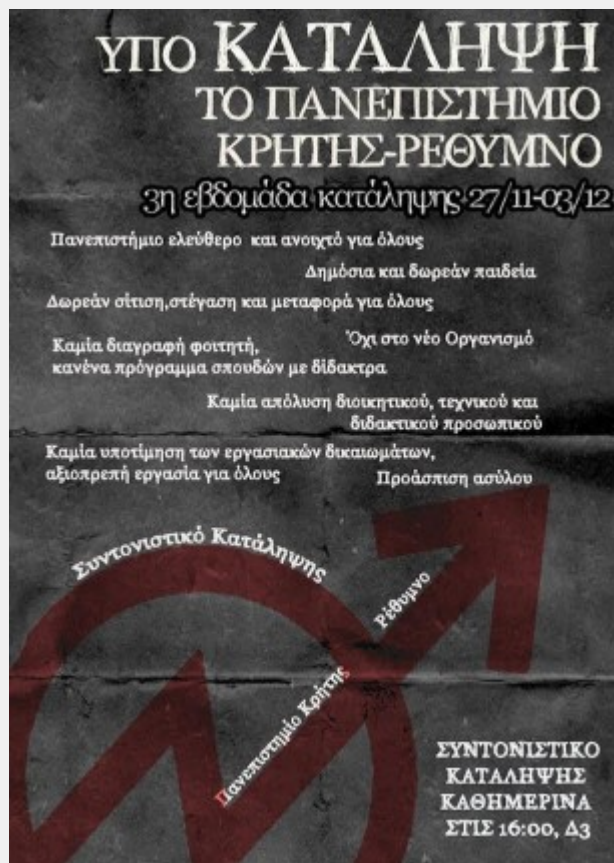 ΥΠΟ ΚΑΤΑΛΗΨΗ
ΤΟ ΠΑΝΕΠΙΣΤΗΜΙΟ
ΚΡΗΤΗΣ-ΡΕΘΥΜΝΟ
3η εβδομάδα κατάληψης 27/11-03/12
Πανεπιστήμιο ελεύθερο και ανοιχτό για όλους
Δημόσια και δωρεάν παιδεία
Δωρεάν σίτιση,στέγαση και μεταφορά για όλους
Όχι στο νέο Οργανισμό
Καμία διαγραφή φοιτητή,
κανένα πρόγραμμα σπουδών με δίδακτρα
Καμία απόλυση διοικητικού, τεχνικού και
διδακτικού προσωπικού
Καμία υποτίμηση των εργασιακών δικαιωμάτων,
αξιοπρεπή εργασία για όλους
Προάσπιση ασύλου
Συντονιστικό Κατάληψης
Πανεπιστήμιο Κρήτης
Ρέθυμνο
ΣΥΝΤΟΝΙΣΤΙΚΟ
ΚΑΤΑΛΗΨΗΣ
ΚΑΘΗΜΕΡΙΝΑ
ΣΤΙΣ 16:00, Δ3